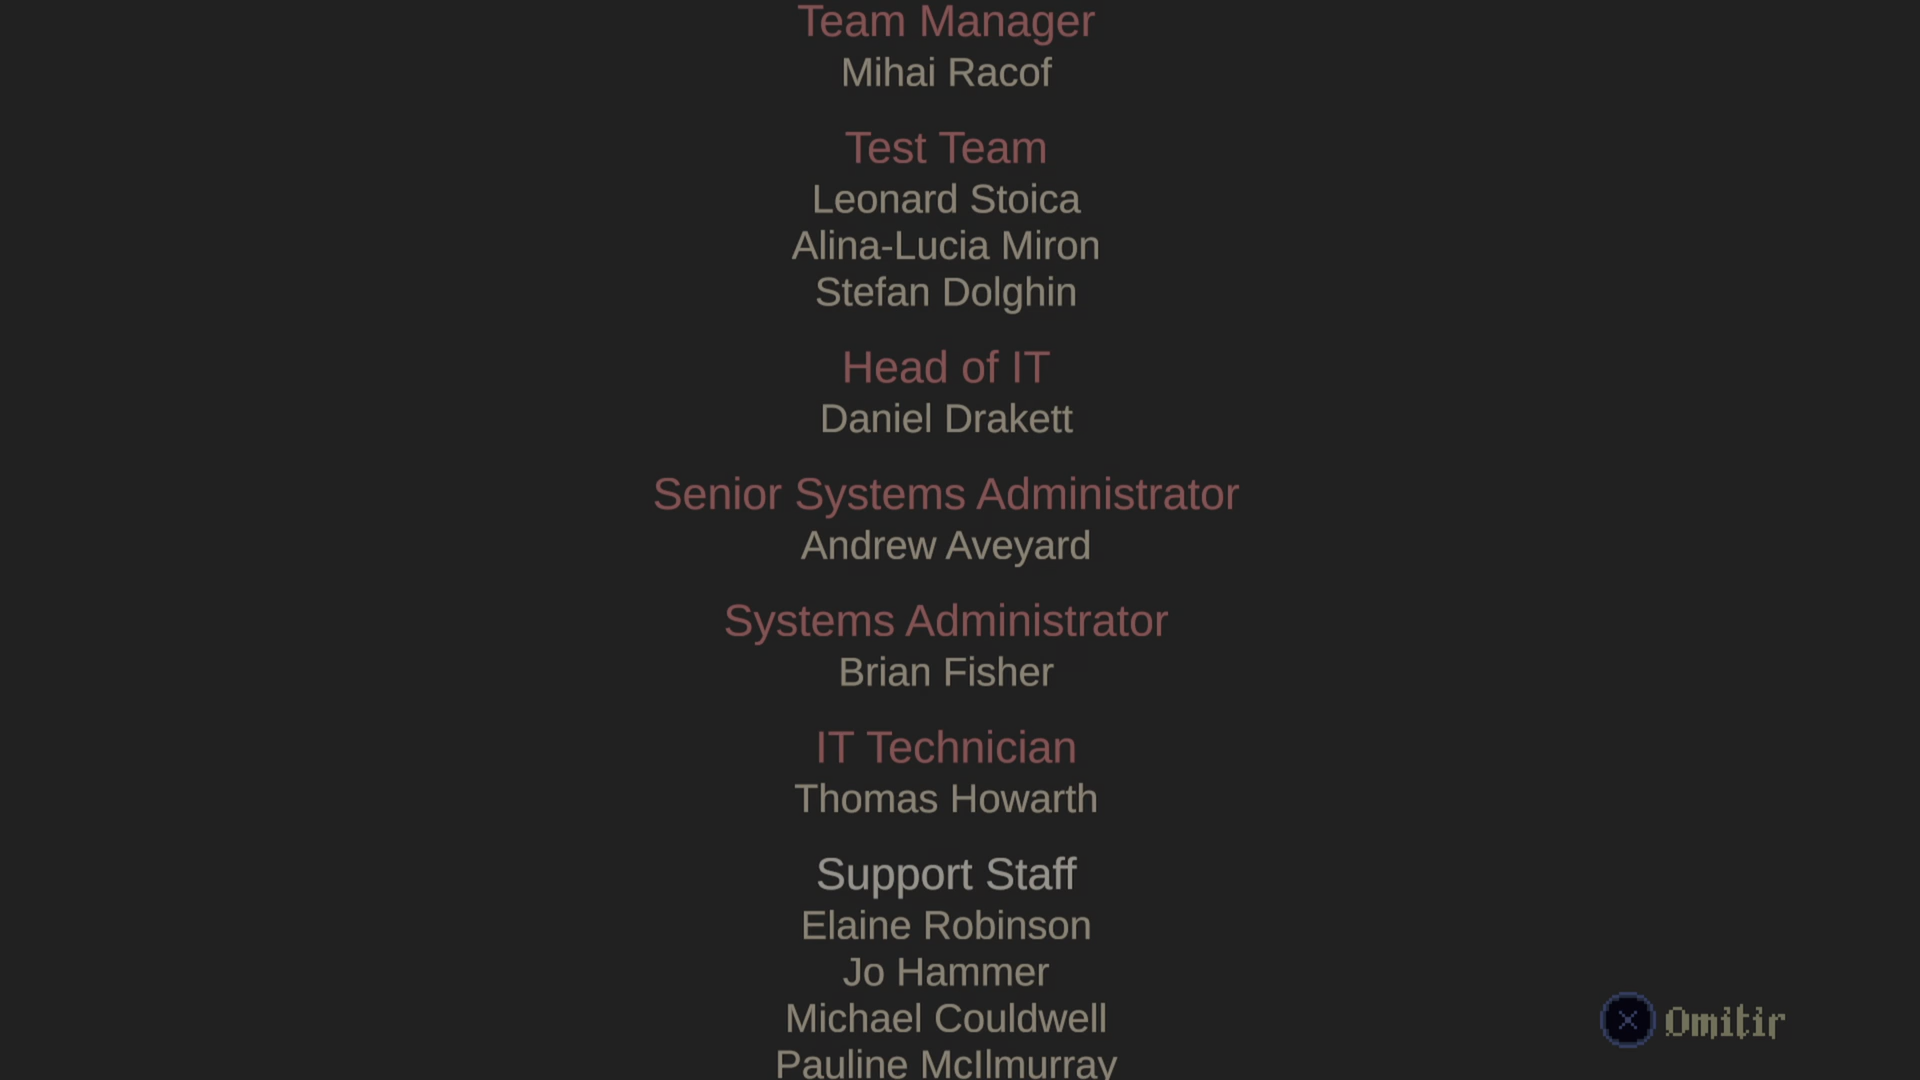 Team Manager
Mihai Racof
Test Team
Leonard Stoica
Alina-Lucia Miron
Stefan Dolghin
Head of IT
Daniel Drakett
Senior Systems Administrator
Andrew Aveyard
Systems Administrator
Brian Fisher
IT Technician
Thomas Howarth
Support Staff
Elaine Robinson
Jo Hammer
Michael Couldwell
Pauline McIlmurray
Omitir